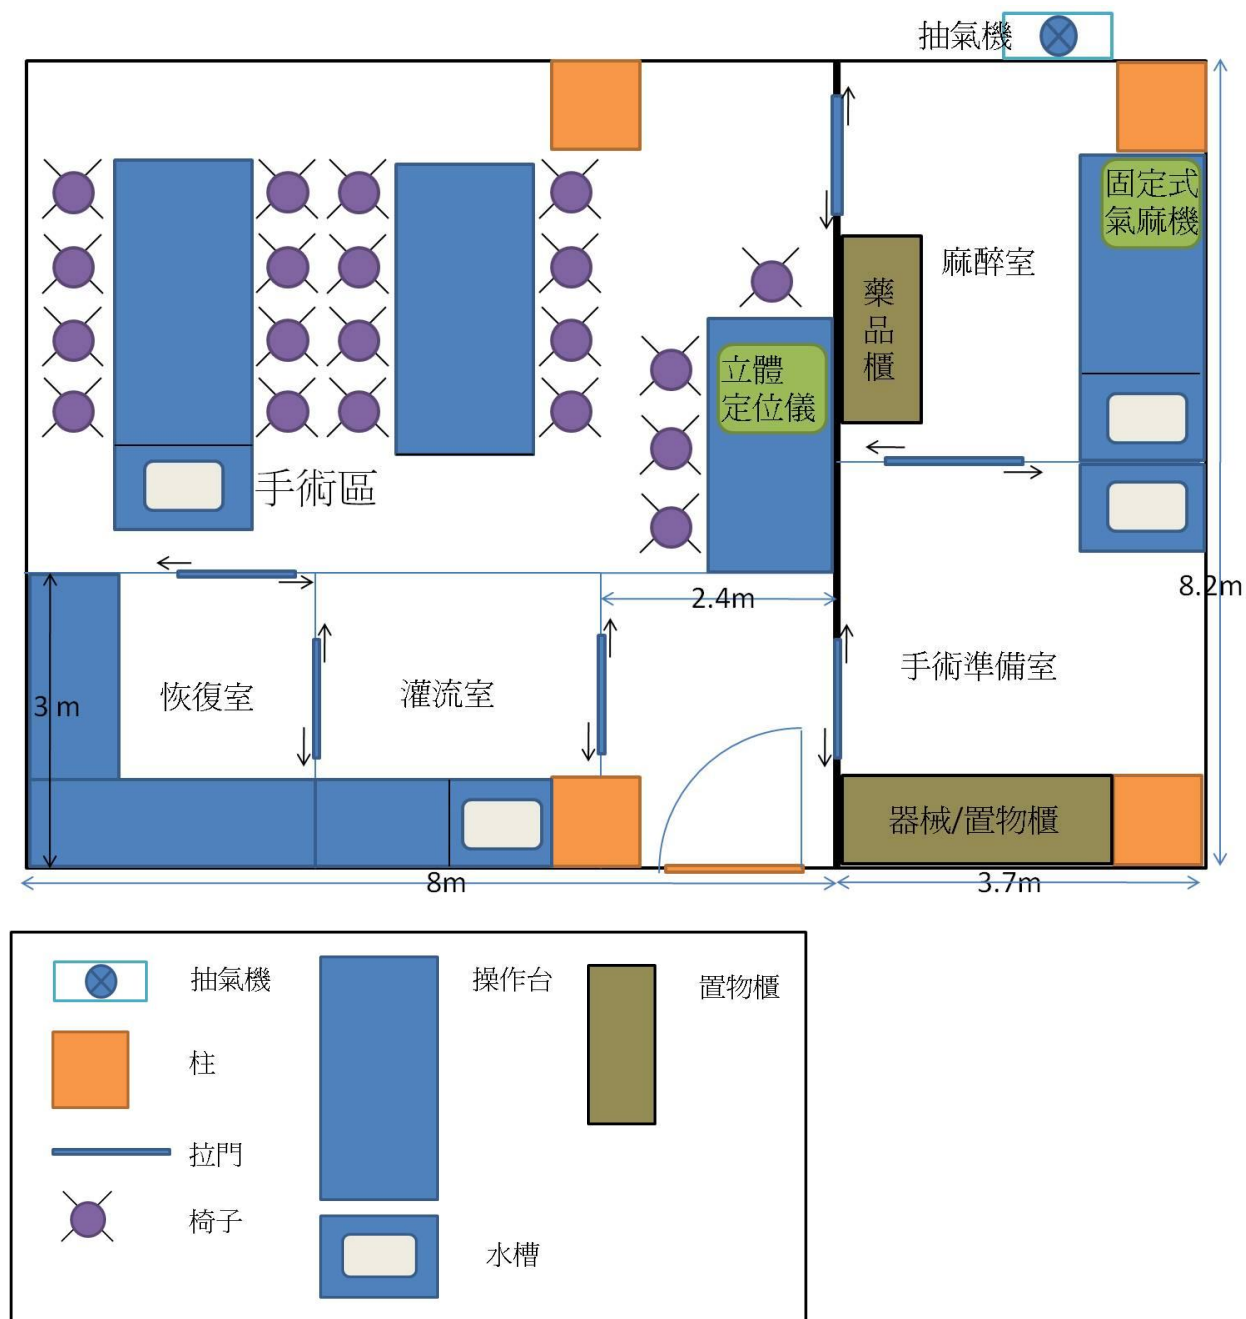 抽氣機
固定式
氣麻機
麻醉室
藥
品
櫃
立體
定位儀
手術區
8.2m
2.4m
手術準備室
恢復室
灌流室
3 m
器械/置物櫃
8m
3.7m
抽氣機
操作台
置物櫃
柱
拉門
椅子
水槽